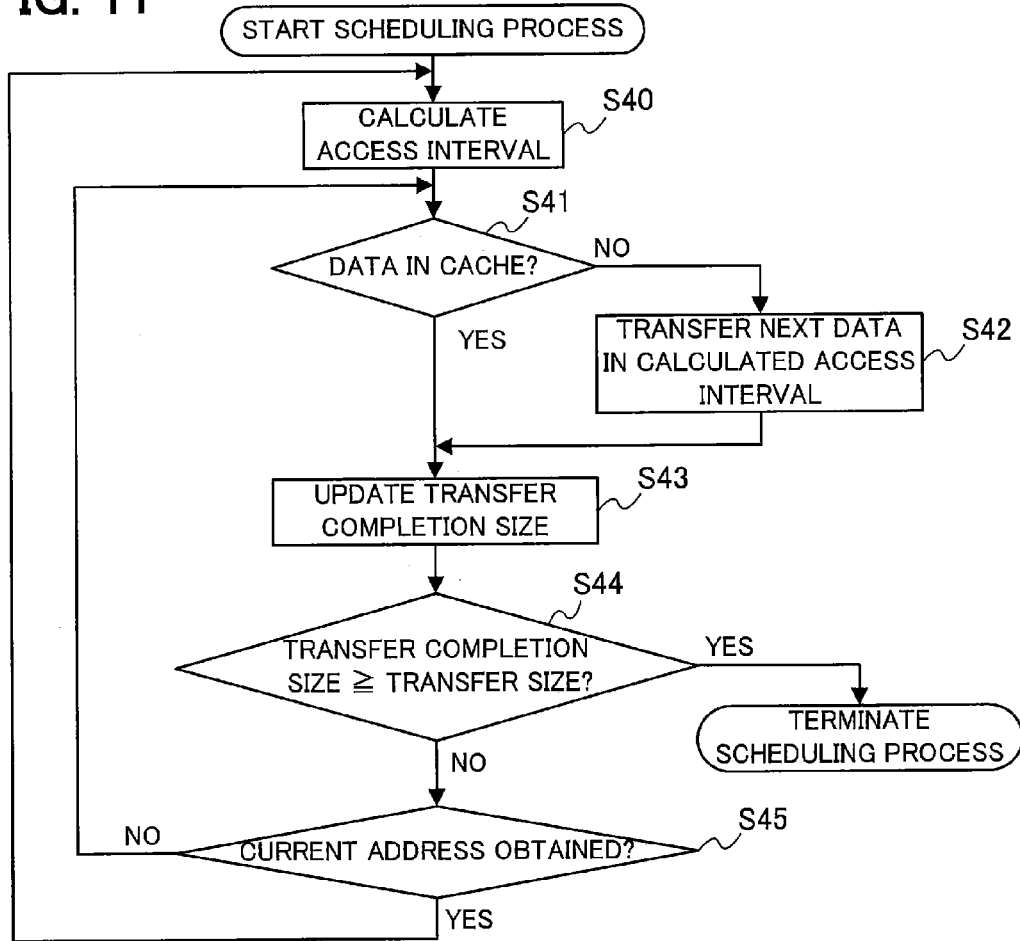 IG. 11
START SCHEDULING PROCESS
S40
CALCULATE
ACCESS INTERVAL
S41
NO
DATA IN CACHE?
YES
S42
TRANSFER NEXT DATA
IN CALCULATED ACCESS
INTERVAL
S43
UPDATE TRANSFER
COMPLETION SIZE
S44
TRANSFER COMPLETION
SIZE ≧ TRANSFER SIZE?
YES
TERMINATE
SCHEDULING PROCESS
NO
S45
NO
CURRENT ADDRESS OBTAINED?
YES